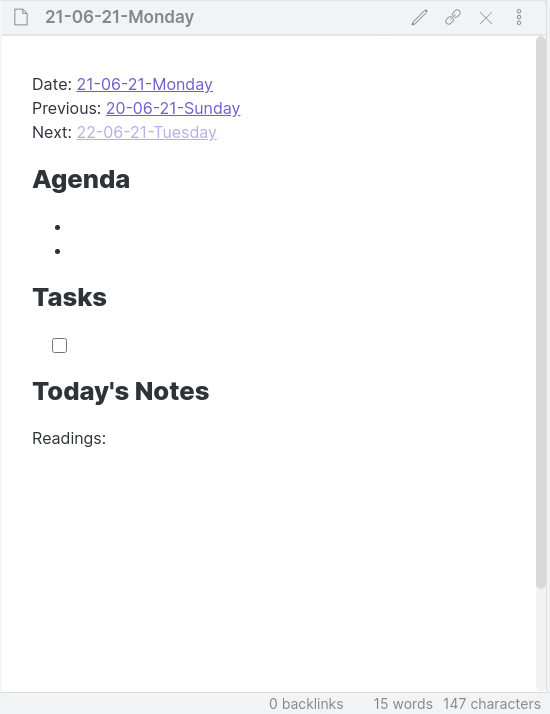 21-06-21-Monday
Date: 21-06-21-Monday
Previous: 20-06-21-Sunday
Next: 22-06-21-Tuesday
Agenda
Tasks
Today's Notes
Readings:
0 backlinks 15 words 147 characters